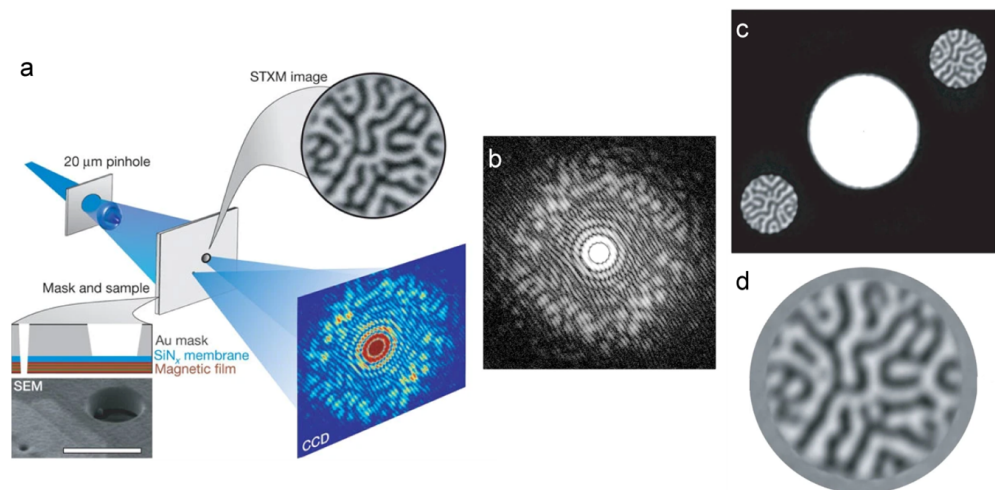 a
STXM image
20 μm pinhole
Mask and sample
Au mask
SiNx membrane
Magnetic film
SEM
CCD
b
c
d